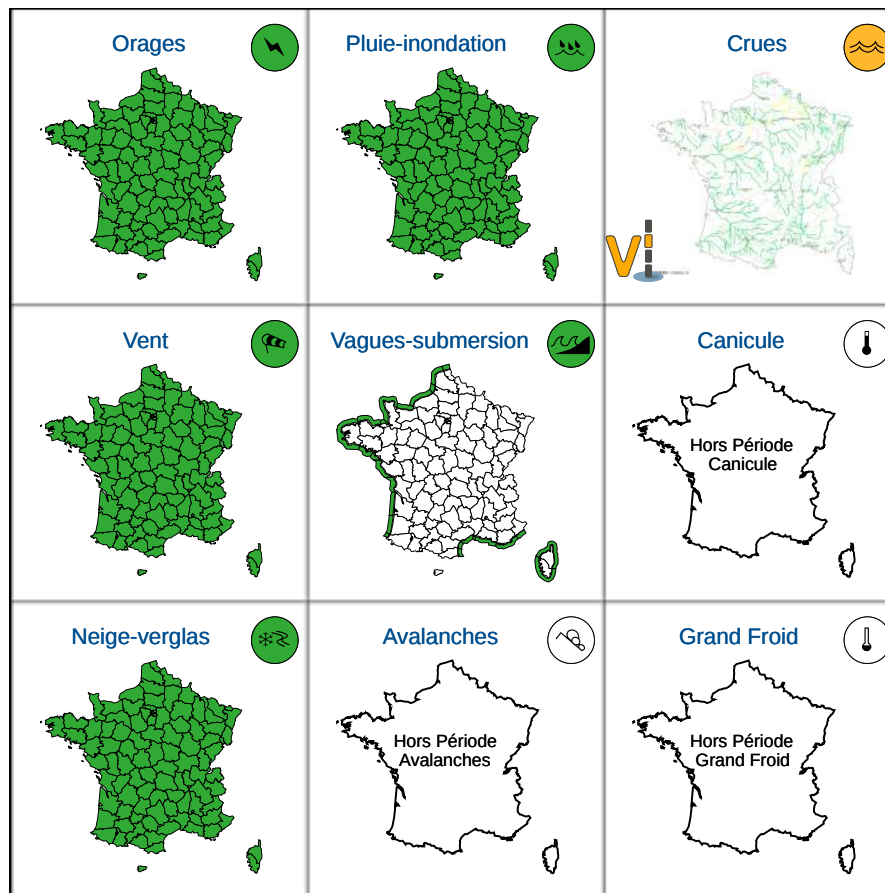 Orages
Pluie-inondation
Crues
Vi
Vent
Vagues-submersion
Canicule
Hors Période
Canicule
Neige-verglas
Avalanches
Grand Froid
Hors Période
Avalanches
Hors Période
Grand Froid